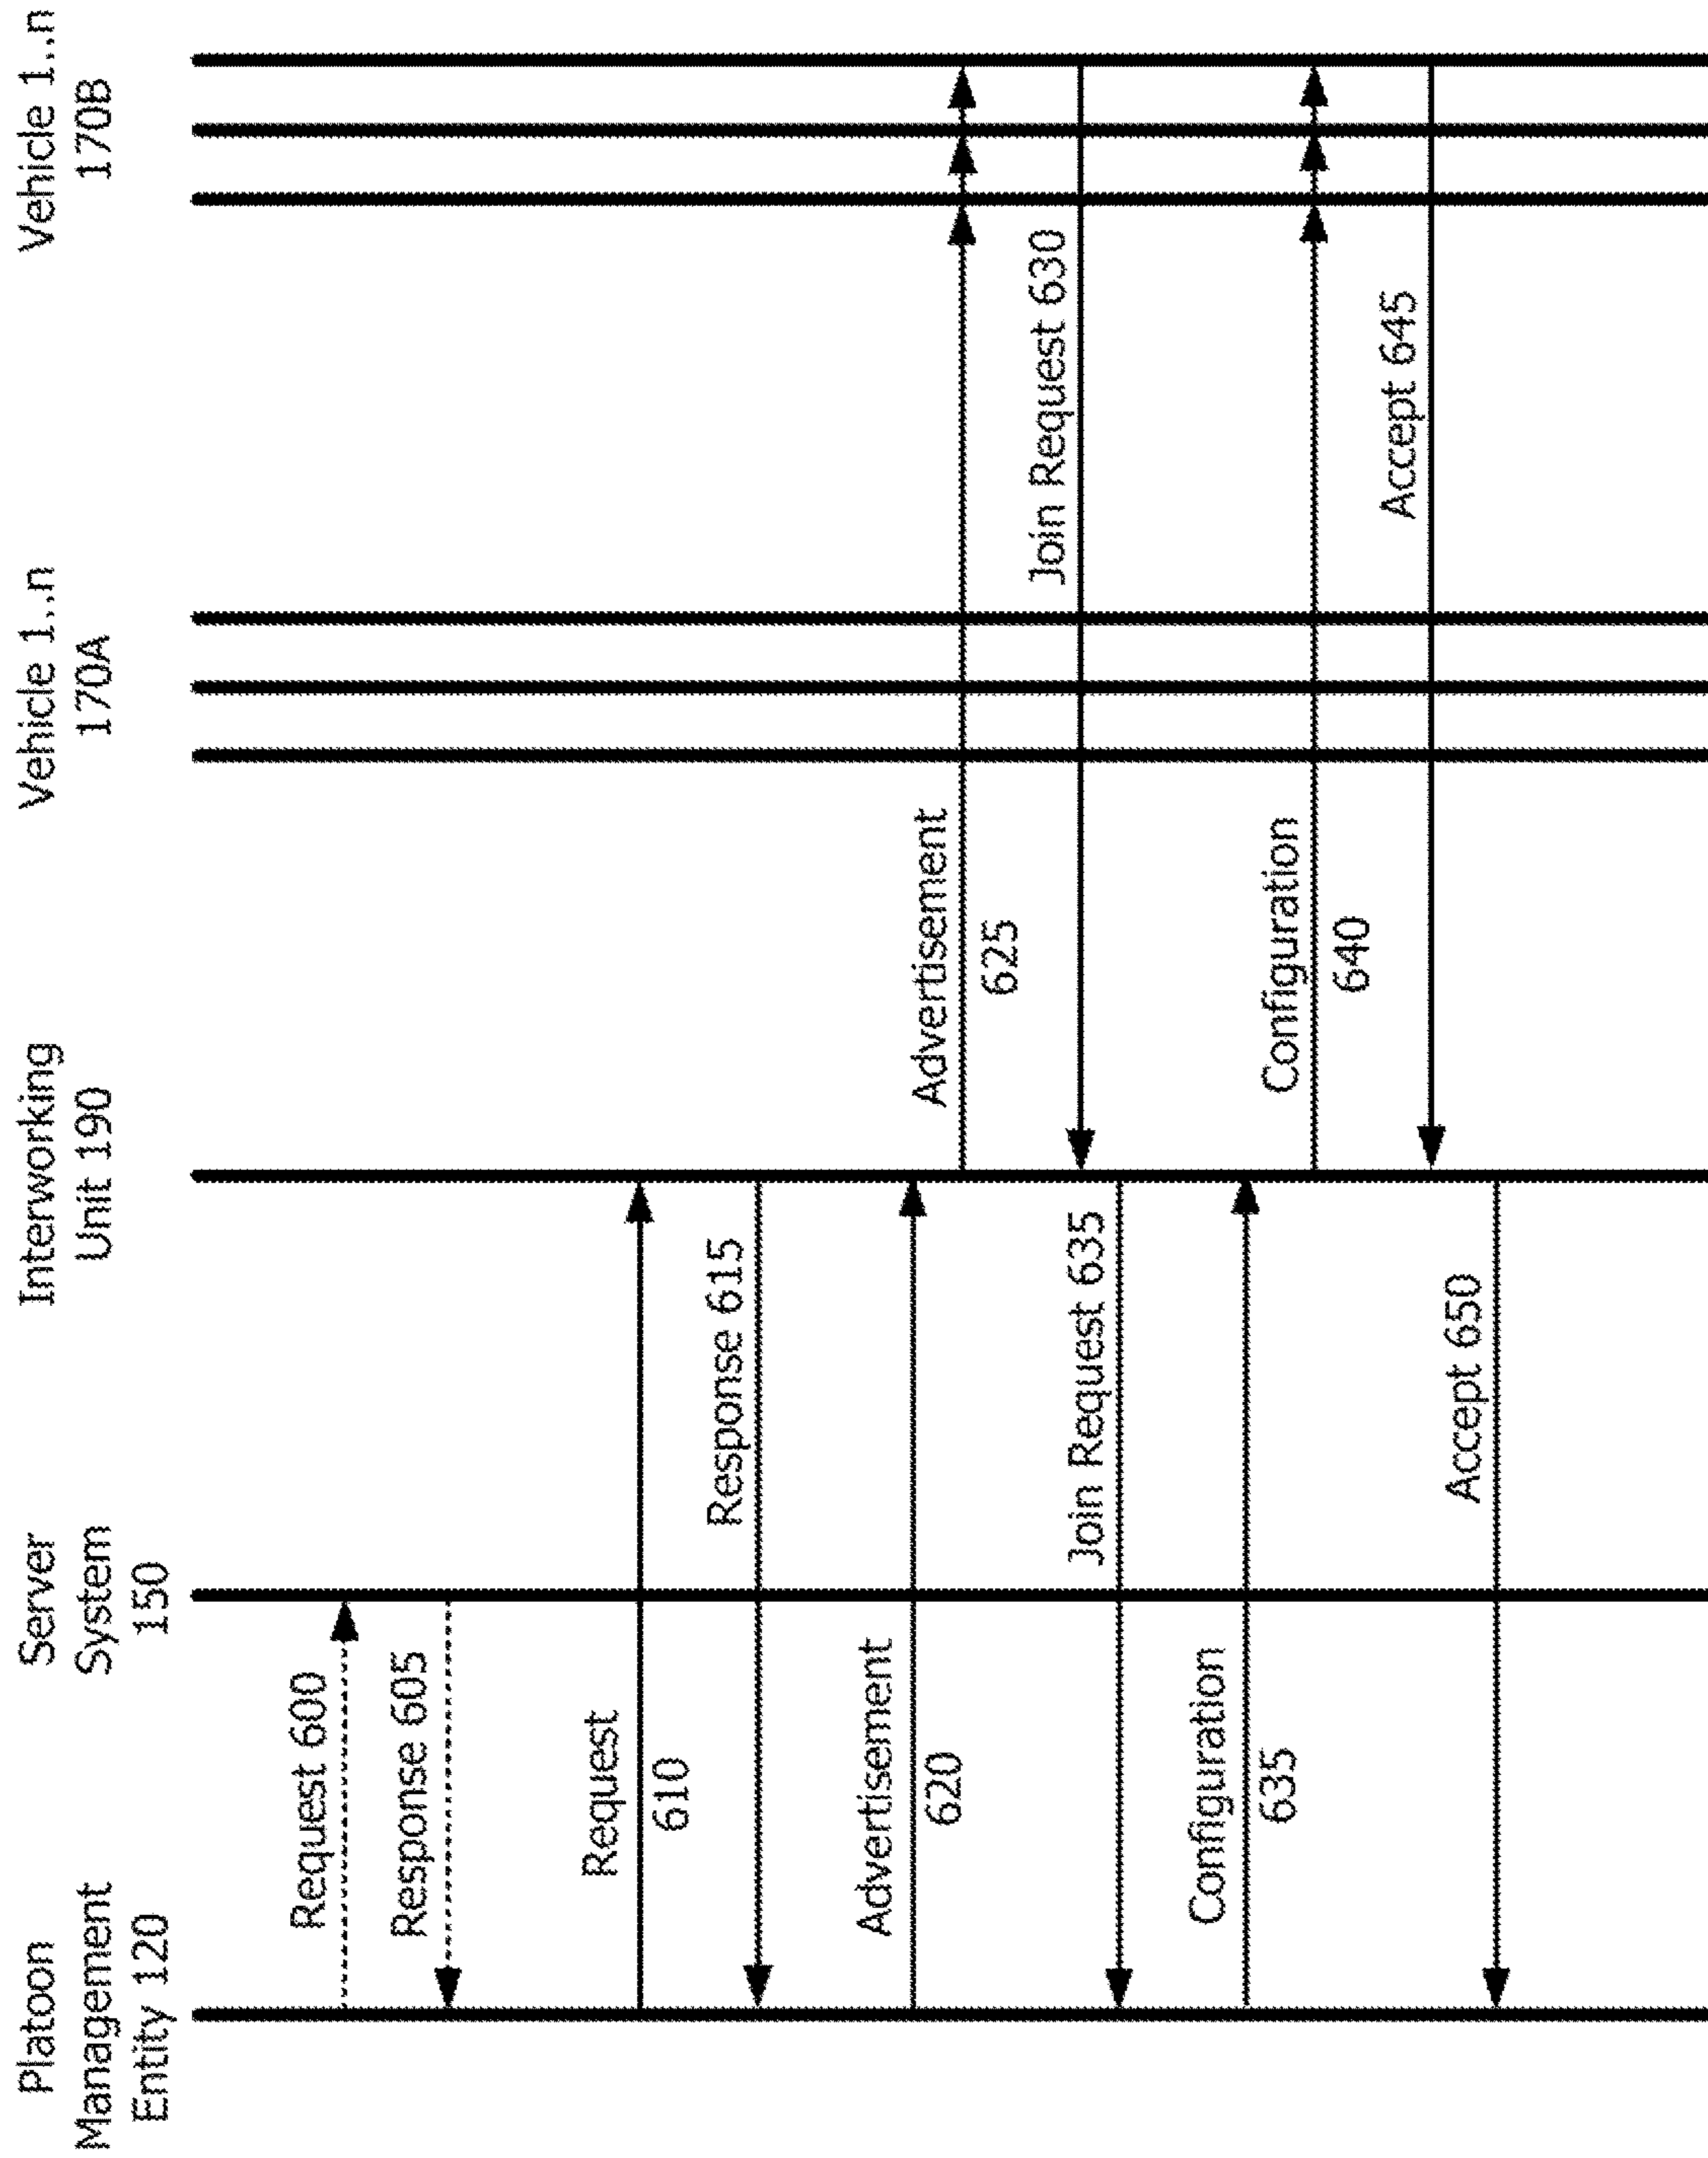 Platoon
Management
Entity 120
Server
System
150
Interworking
Unit 190
Vehicle 1..n
170A
Vehicle 1..n
170B
Request 600
Response 605
Request
610
Response 615
Advertisement
620
Advertisement
625
Join Request 630
Join Request 635
Configuration
635
Configuration
640
Accept 645
Accept 650